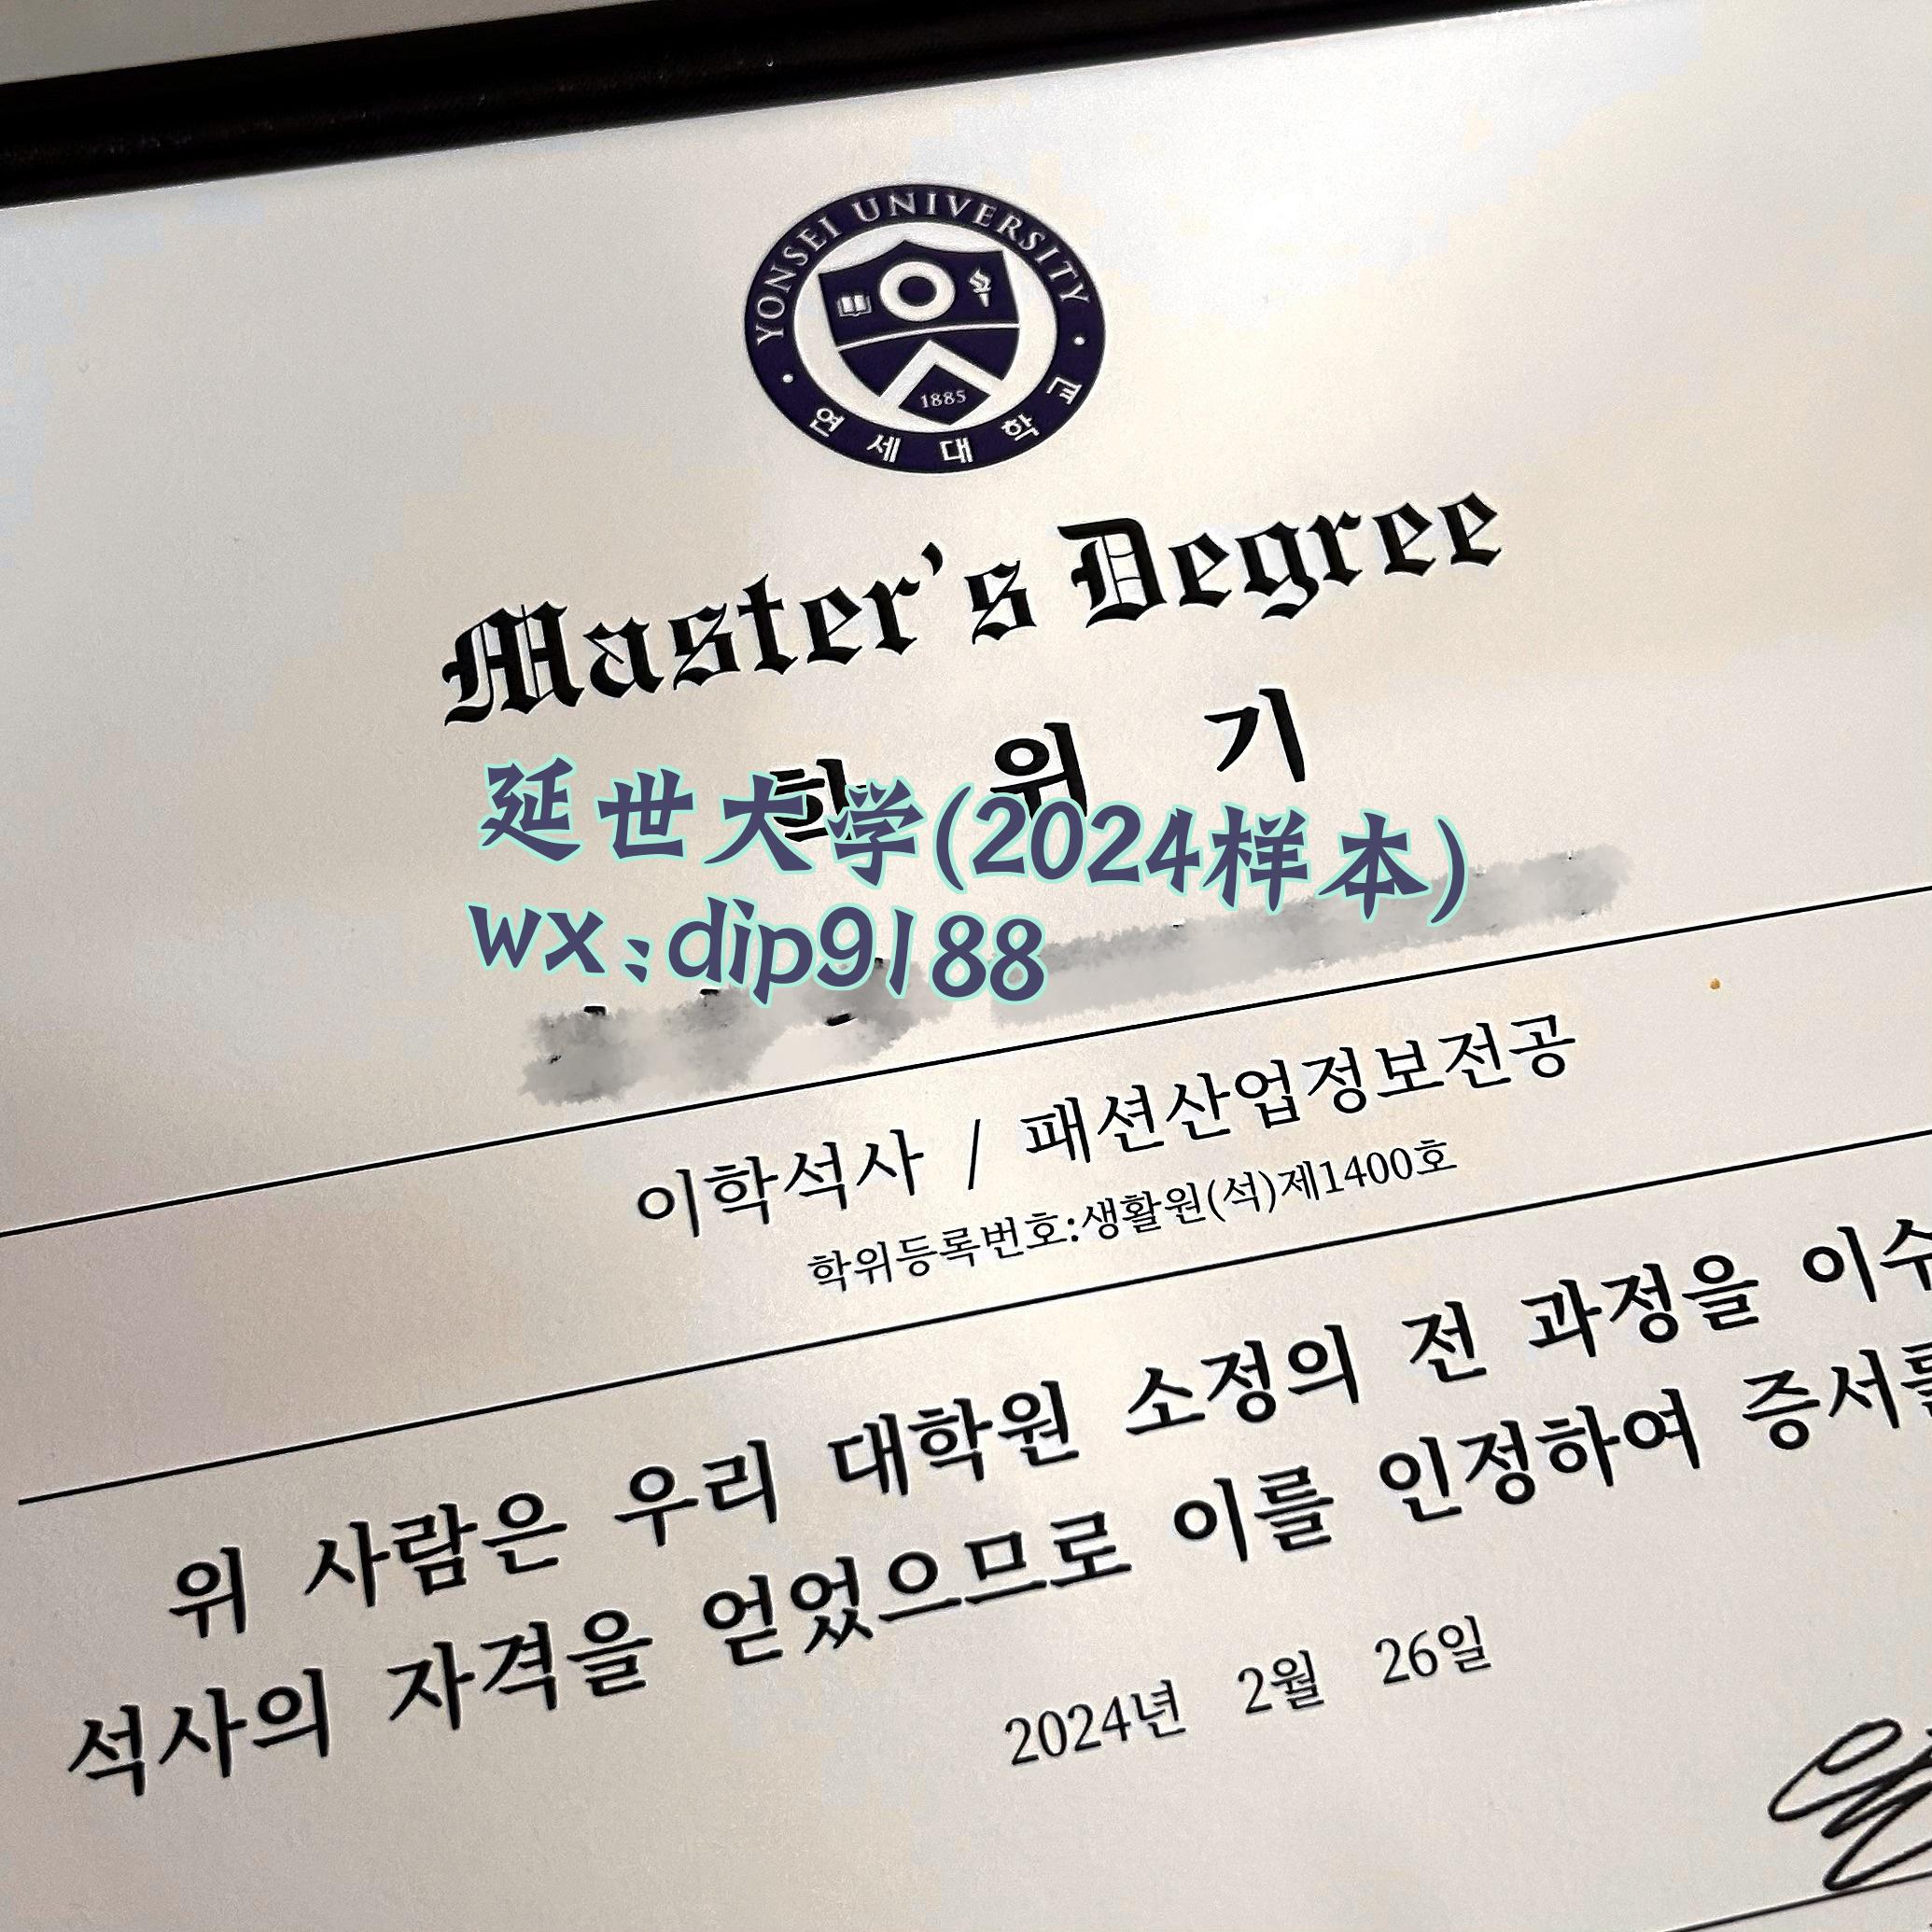 YONSEI UNIVERSITY
1885
연세대학교
Master's Degree
학 위 기
延世大学(2024样本)
wx:dip9188
이학석사 / 패션산업정보전공
학위등록번호:생활원(석)제1400호
위 사람은 우리 대학원 소정의 전 과정을 이수
석사의 자격을 얻었으므로 이를 인정하여 증서를
2024년 2월 26일